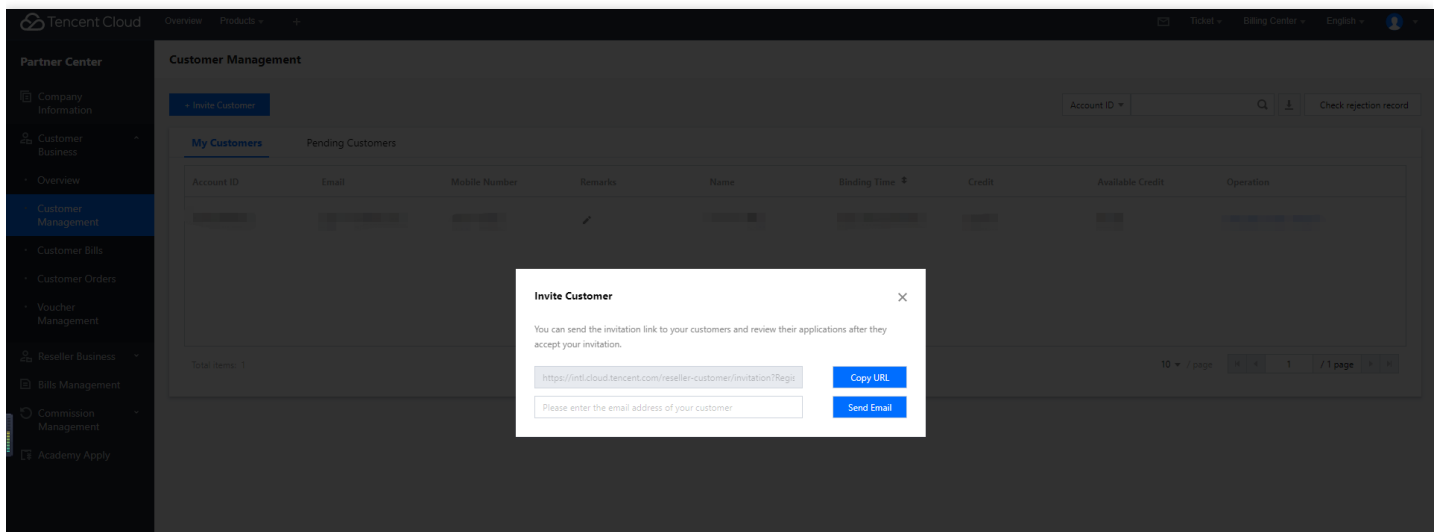 Tencent Cloud
Overview
Products
+
Ticket
Billing Center
English
Partner Center
Company
Information
Customer
Business
Overview
Customer
Management
Customer Bills
Customer Orders
Voucher
Management
Reseller Business
Bills Management
Commission
Management
Academy Apply
Customer Management
+ Invite Customer
Account ID
Check rejection record
My Customers
Pending Customers
Account ID
Email
Mobile Number
Remarks
Name
Binding Time
Credit
Available Credit
Operation
Total items: 1
10 / page
1 / 1 page
Invite Customer
You can send the invitation link to your customers and review their applications after they
accept your invitation.
https://intl.cloud.tencent.com/reseller-customer/invitation?Regis
Copy URL
Please enter the email address of your customer
Send Email